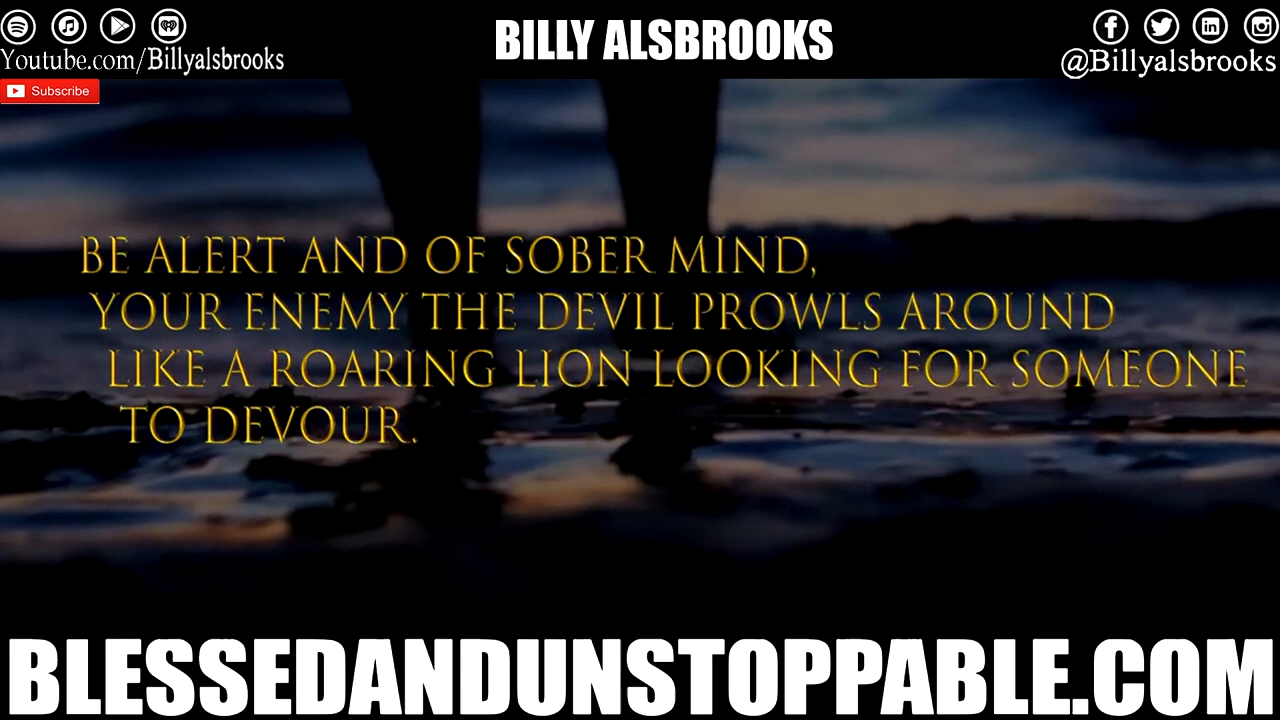 BILLY ALSBROOKS
Youtube.com/Billyalsbrooks
@Billyalsbrooks
Subscribe
BE ALERT AND OF SOBER MIND,
YOUR ENEMY THE DEVIL PROWLS AROUND
LIKE A ROARING LION LOOKING FOR SOMEONE
TO DEVOUR.
BLESSEDANDUNSTOPPABLE.COM